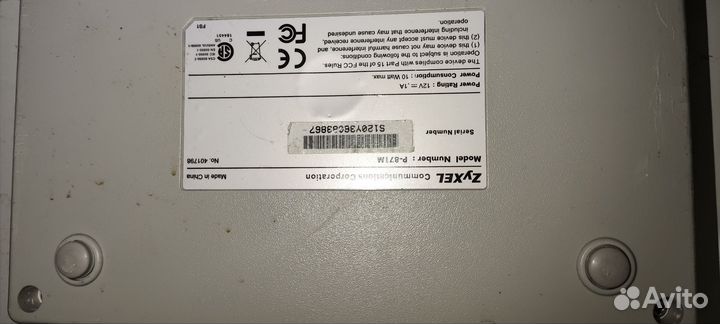 ZyXEL Communications Corporation Made in China
Model Number : P-871M No. 401798
Serial Number
Power Rating : 12V ⎓ ,1A
Power Consumption : 10 Watt max.
The device complies with Part 15 of the FCC Rules.
Operation is subject to the following conditions:
(1) this device may not cause harmful interference, and
(2) this device must accept any interference received,
including interference that may cause undesired
operation.
CE
FC
C US
184451
FS1
Avito